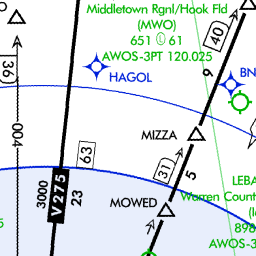 Middletown Rgnl/Hook Fld
(MWO)
651 Ⓛ 61
AWOS-3PT 120.025
40
36)
HAGOL
9
BN
004
MIZZA
63
31
5
3000
V275
23
MOWED
LEBA
Warren Count
(I
898
AWOS-3